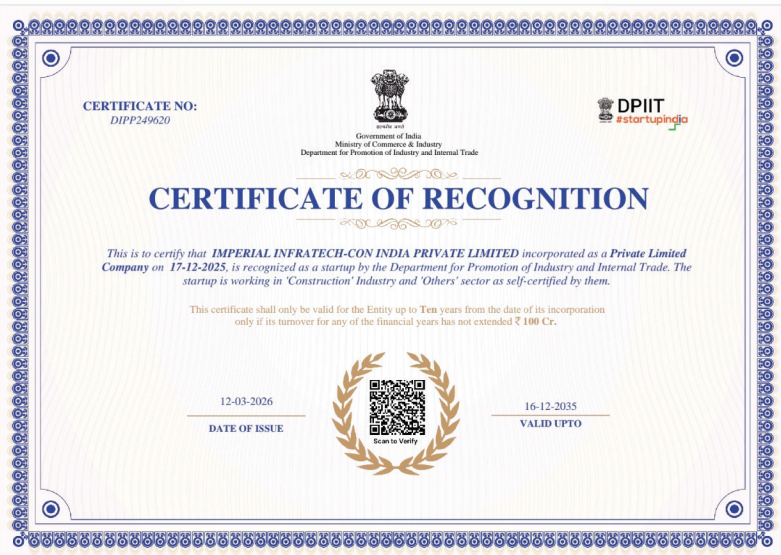 CERTIFICATE NO:
DIPP249620
सत्यमेव जयते
Government of India
Ministry of Commerce & Industry
Department for Promotion of Industry and Internal Trade
DPIIT
#startupindia
CERTIFICATE OF RECOGNITION
This is to certify that IMPERIAL INFRATECH-CON INDIA PRIVATE LIMITED incorporated as a Private Limited
Company on 17-12-2025, is recognized as a startup by the Department for Promotion of Industry and Internal Trade. The
startup is working in 'Construction' Industry and 'Others' sector as self-certified by them.
This certificate shall only be valid for the Entity up to Ten years from the date of its incorporation
only if its turnover for any of the financial years has not extended ₹ 100 Cr.
12-03-2026
DATE OF ISSUE
Scan to Verify
16-12-2035
VALID UPTO